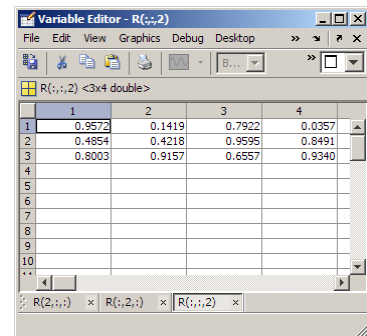 Variable Editor - R(:,:,2)
File Edit View Graphics Debug Desktop »
B... »
R(:,:,2) <3x4 double>
1 2 3 4
1 0.9572 0.1419 0.7922 0.0357
2 0.4854 0.4218 0.9595 0.8491
3 0.8003 0.9157 0.6557 0.9340
4
5
6
7
8
9
10
R(2,:,:) × R(:,2,:) × R(:,:,2) ×